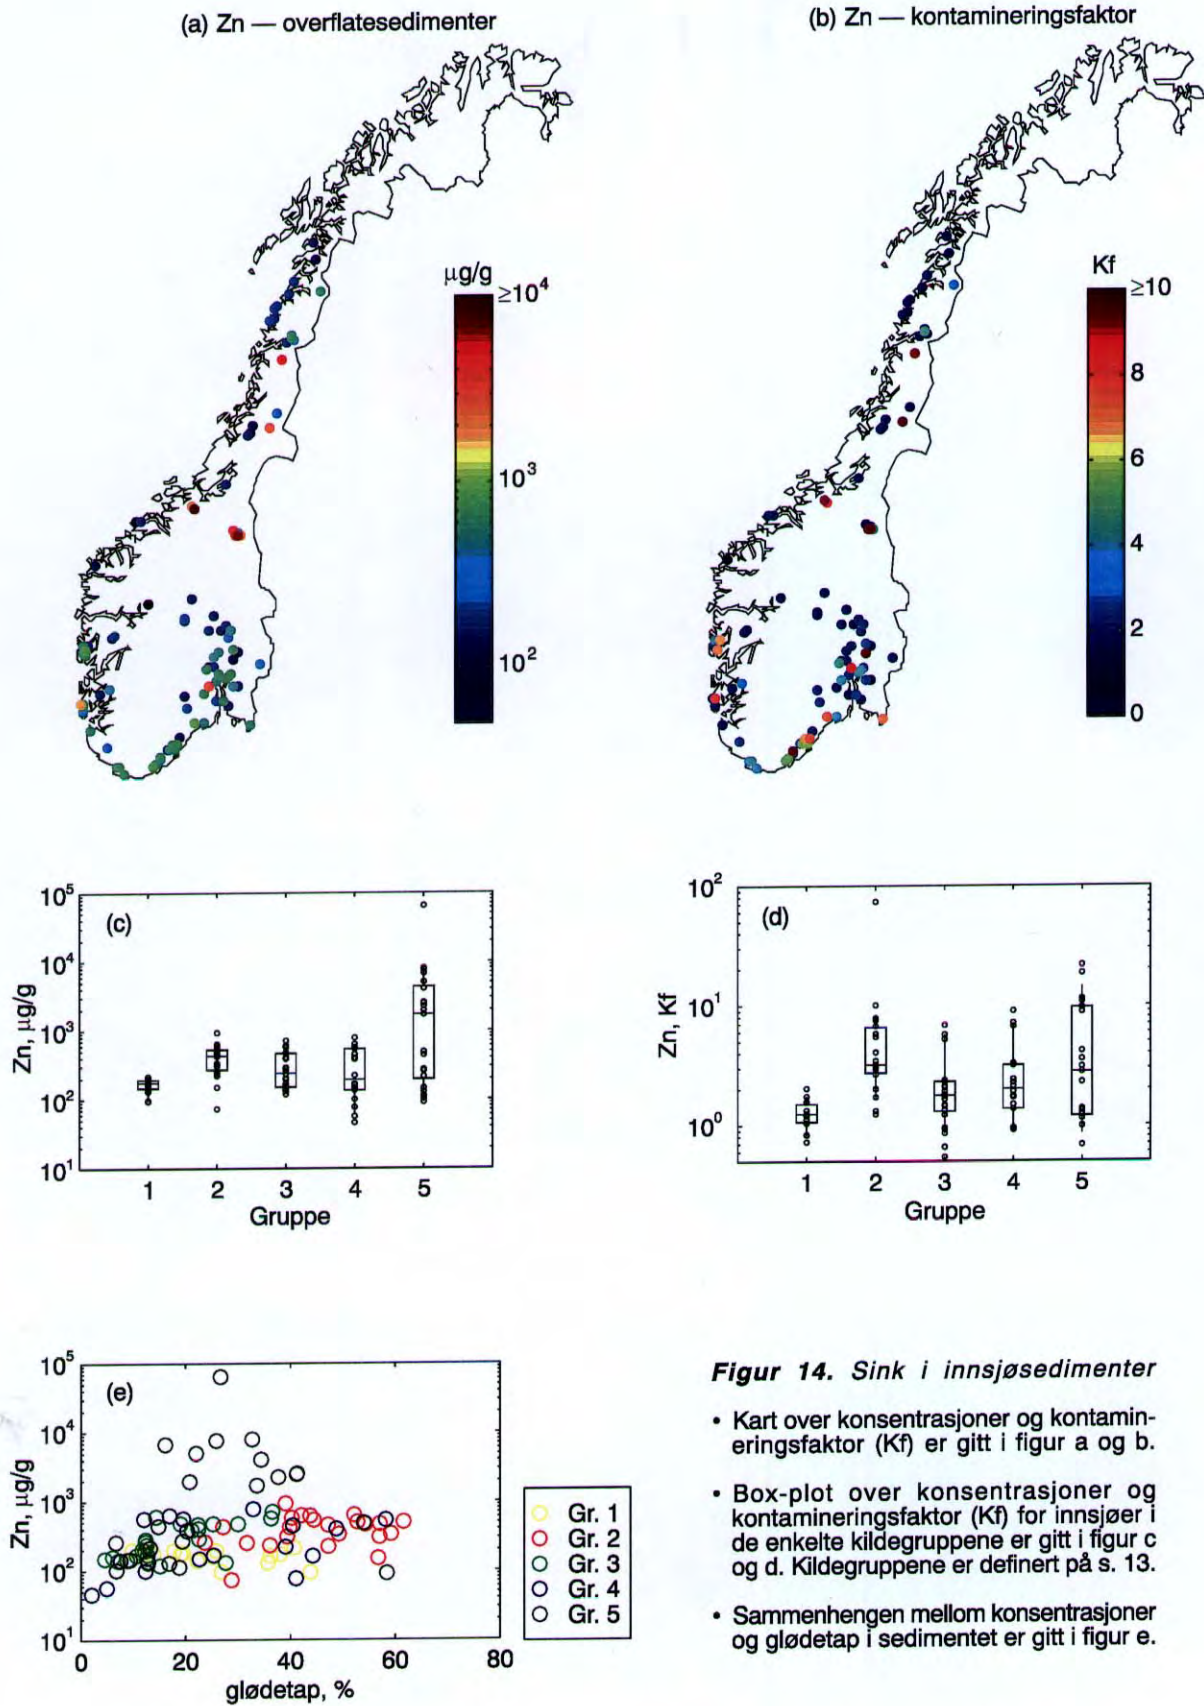 (a) Zn — overflatesedimenter
(b) Zn — kontamineringsfaktor
µg/g
≥10⁴
10³
10²
Kf
≥10
8
6
4
2
0
(c)
Zn, µg/g
10⁵
10⁴
10³
10²
10¹
1 2 3 4 5
Gruppe
(d)
Zn, Kf
10²
10¹
10⁰
1 2 3 4 5
Gruppe
(e)
Zn, µg/g
10⁵
10⁴
10³
10²
10¹
0 20 40 60 80
glødetap, %
Gr. 1
Gr. 2
Gr. 3
Gr. 4
Gr. 5
Figur 14. Sink i innsjøsedimenter
• Kart over konsentrasjoner og kontamin-
eringsfaktor (Kf) er gitt i figur a og b.
• Box-plot over konsentrasjoner og
kontamineringsfaktor (Kf) for innsjøer i
de enkelte kildegruppene er gitt i figur c
og d. Kildegruppene er definert på s. 13.
• Sammenhengen mellom konsentrasjoner
og glødetap i sedimentet er gitt i figur e.